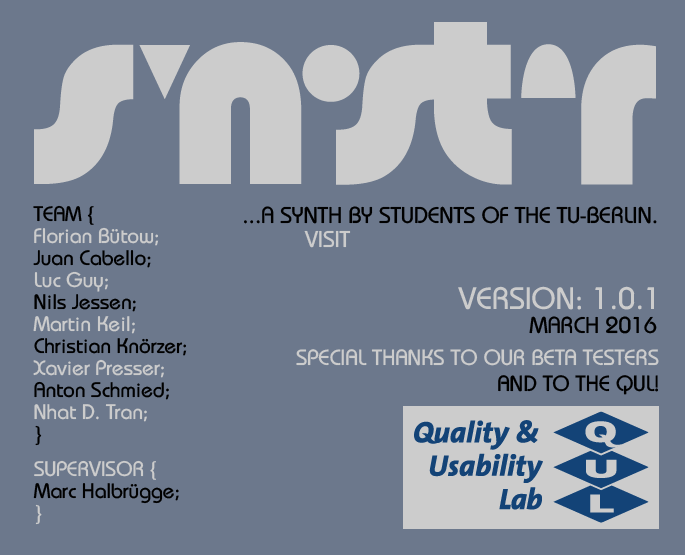 s'n·st'r
TEAM {
Florian Bütow;
Juan Cabello;
Luc Guy;
Nils Jessen;
Martin Keil;
Christian Knörzer;
Xavier Presser;
Anton Schmied;
Nhat D. Tran;
}
SUPERVISOR {
Marc Halbrügge;
}
...A SYNTH BY STUDENTS OF THE TU-BERLIN.
VISIT
VERSION: 1.0.1
MARCH 2016
SPECIAL THANKS TO OUR BETA TESTERS
AND TO THE QUL!
Quality &
Usability
Lab
Q
U
L